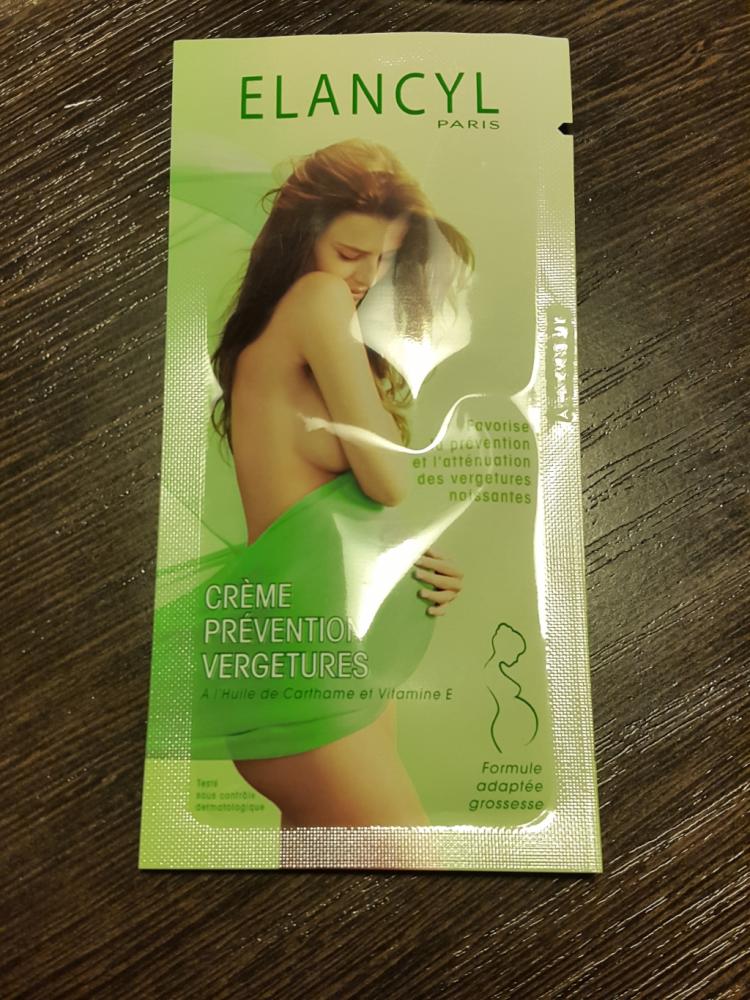 ELANCYL
PARIS
Favorise
la prévention
et l'atténuation
des vergetures
naissantes
CRÈME
PRÉVENTION
VERGETURES
A l'Huile de Carthame et Vitamine E
Formule
adaptée
grossesse
Testé
sous contrôle
dermatologique